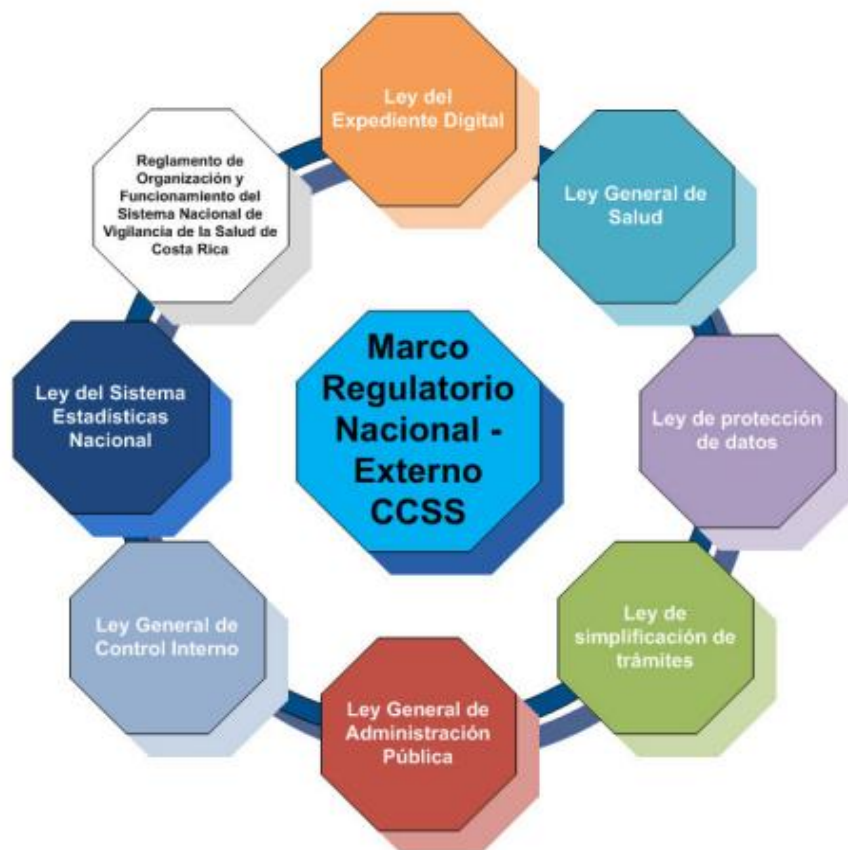 Ley del
Expediente Digital
Reglamento de
Organización y
Funcionamiento del
Sistema Nacional de
Vigilancia de la Salud de
Costa Rica
Ley General de
Salud
Marco
Regulatorio
Nacional -
Externo
CCSS
Ley del Sistema
Estadísticas
Nacional
Ley de protección
de datos
Ley General de
Control Interno
Ley de
simplificación de
trámites
Ley General de
Administración
Pública